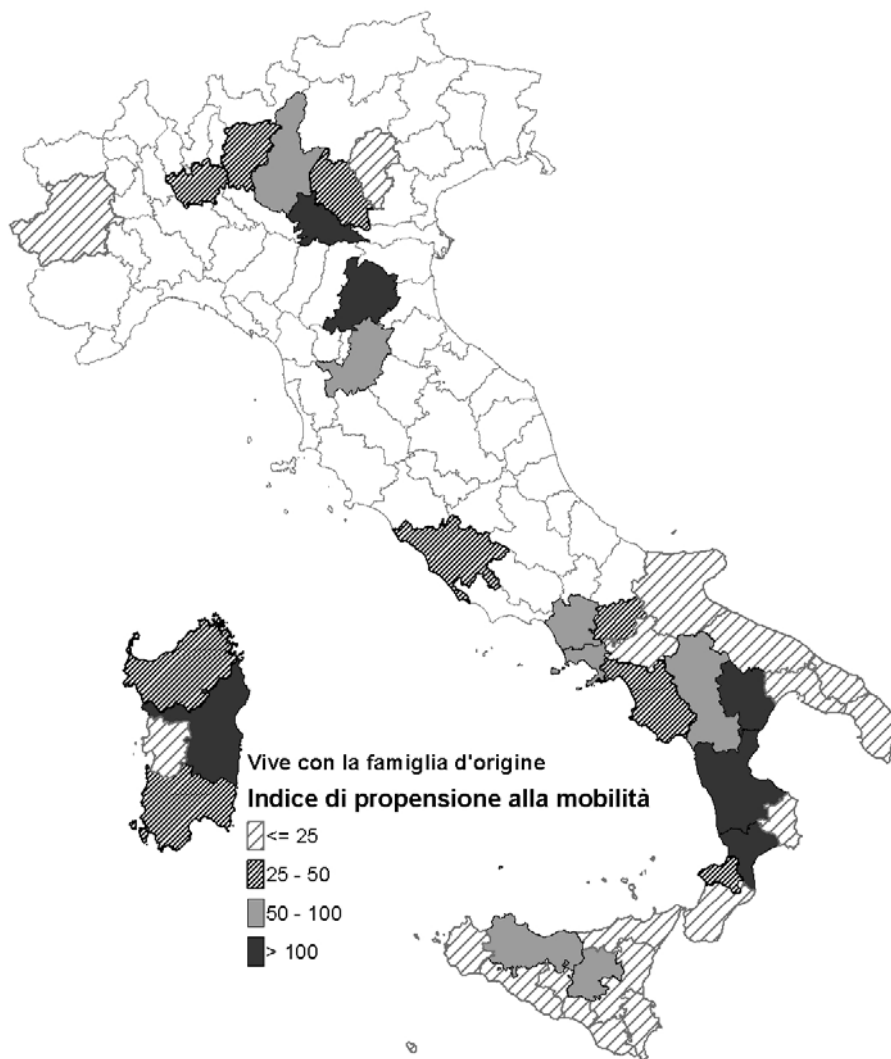 Vive con la famiglia d'origine
Indice di propensione alla mobilità
<= 25
25 - 50
50 - 100
> 100